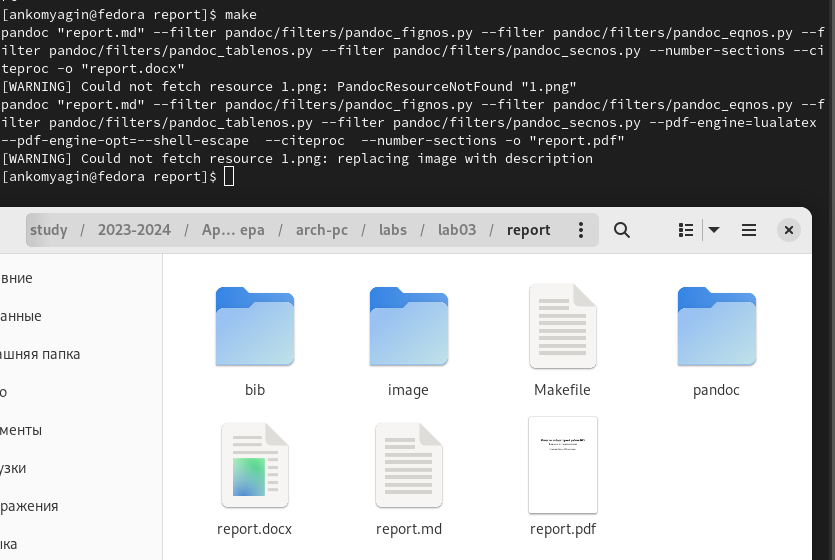 [ankomyagin@fedora report]$ make
pandoc "report.md" --filter pandoc/filters/pandoc_fignos.py --filter pandoc/filters/pandoc_eqnos.py --f
ilter pandoc/filters/pandoc_tablenos.py --filter pandoc/filters/pandoc_secnos.py --number-sections --ci
teproc -o "report.docx"
[WARNING] Could not fetch resource 1.png: PandocResourceNotFound "1.png"
pandoc "report.md" --filter pandoc/filters/pandoc_fignos.py --filter pandoc/filters/pandoc_eqnos.py --f
ilter pandoc/filters/pandoc_tablenos.py --filter pandoc/filters/pandoc_secnos.py --pdf-engine=lualatex
--pdf-engine-opt=--shell-escape  --citeproc  --number-sections -o "report.pdf"
[WARNING] Could not fetch resource 1.png: replacing image with description
[ankomyagin@fedora report]$
study / 2023-2024 / Ap… ера / arch-pc / labs / lab03 / report
вние
анные
ашняя папка
о
менты
узки
ражения
ыка
bib
image
Makefile
pandoc
report.docx
report.md
report.pdf